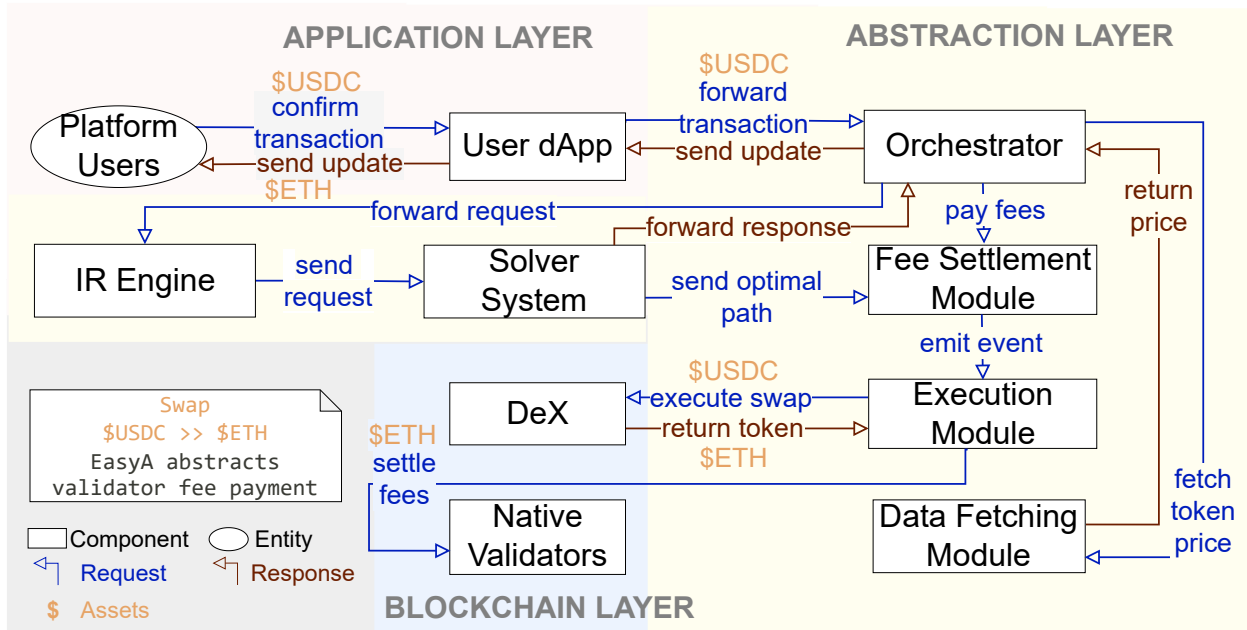 APPLICATION LAYER
ABSTRACTION LAYER
$USDC
confirm
transaction
send update
$ETH
Platform
Users
User dApp
$USDC
forward
transaction
send update
Orchestrator
forward request
forward response
pay fees
return
price
IR Engine
send
request
Solver
System
send optimal
path
Fee Settlement
Module
emit event
$USDC
execute swap
return token
$ETH
DeX
Execution
Module
Swap
$USDC >> $ETH
EasyA abstracts
validator fee payment
$ETH
settle
fees
Native
Validators
Data Fetching
Module
fetch
token
price
Component
Entity
Request
Response
$ Assets
BLOCKCHAIN LAYER